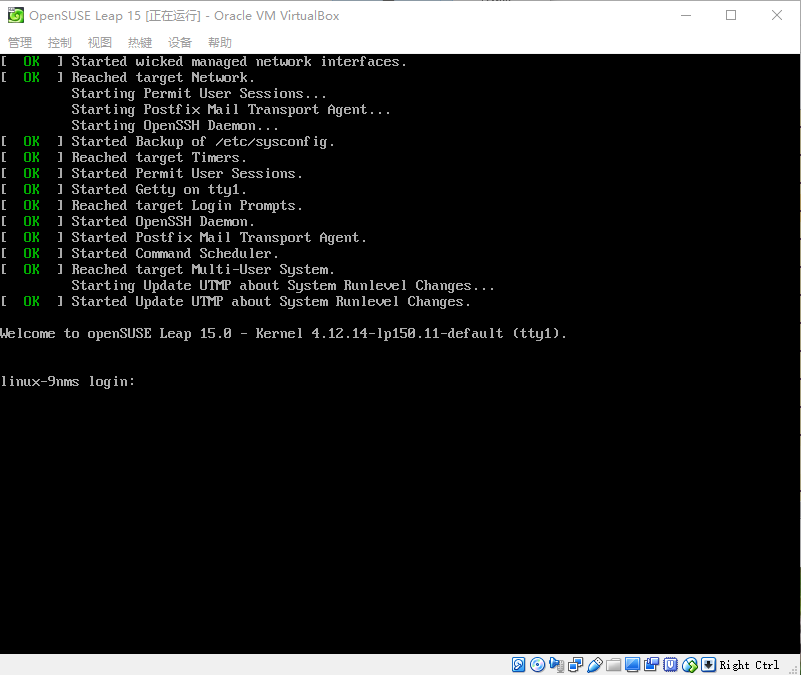 OpenSUSE Leap 15 [正在运行] - Oracle VM VirtualBox
管理 控制 视图 热键 设备 帮助
[  OK  ] Started wicked managed network interfaces.
[  OK  ] Reached target Network.
Starting Permit User Sessions...
Starting Postfix Mail Transport Agent...
Starting OpenSSH Daemon...
[  OK  ] Started Backup of /etc/sysconfig.
[  OK  ] Reached target Timers.
[  OK  ] Started Permit User Sessions.
[  OK  ] Started Getty on tty1.
[  OK  ] Reached target Login Prompts.
[  OK  ] Started OpenSSH Daemon.
[  OK  ] Started Postfix Mail Transport Agent.
[  OK  ] Started Command Scheduler.
[  OK  ] Reached target Multi-User System.
Starting Update UTMP about System Runlevel Changes...
[  OK  ] Started Update UTMP about System Runlevel Changes.
Welcome to openSUSE Leap 15.0 - Kernel 4.12.14-lp150.11-default (tty1).
linux-9nms login:
Right Ctrl